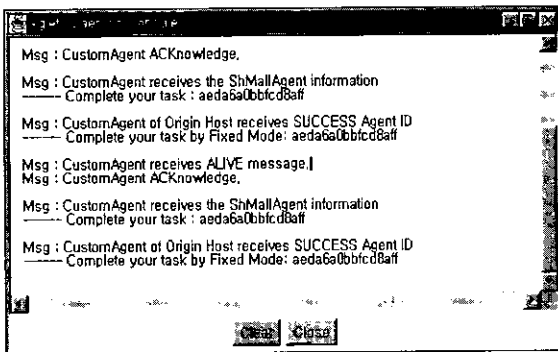 Msg : CustomAgent ACKnowledge,
Msg : CustomAgent receives the ShMallAgent information
------ Complete your task : aeda6a0bbfcd8aff
Msg : CustomAgent of Origin Host receives SUCCESS Agent ID
------ Complete your task by Fixed Mode: aeda6a0bbfcd8aff
Msg : CustomAgent receives ALIVE message,
Msg : CustomAgent ACKnowledge,
Msg : CustomAgent receives the ShMallAgent information
------ Complete your task : aeda6a0bbfcd8aff
Msg : CustomAgent of Origin Host receives SUCCESS Agent ID
------ Complete your task by Fixed Mode: aeda6a0bbfcd8aff
Clear Close